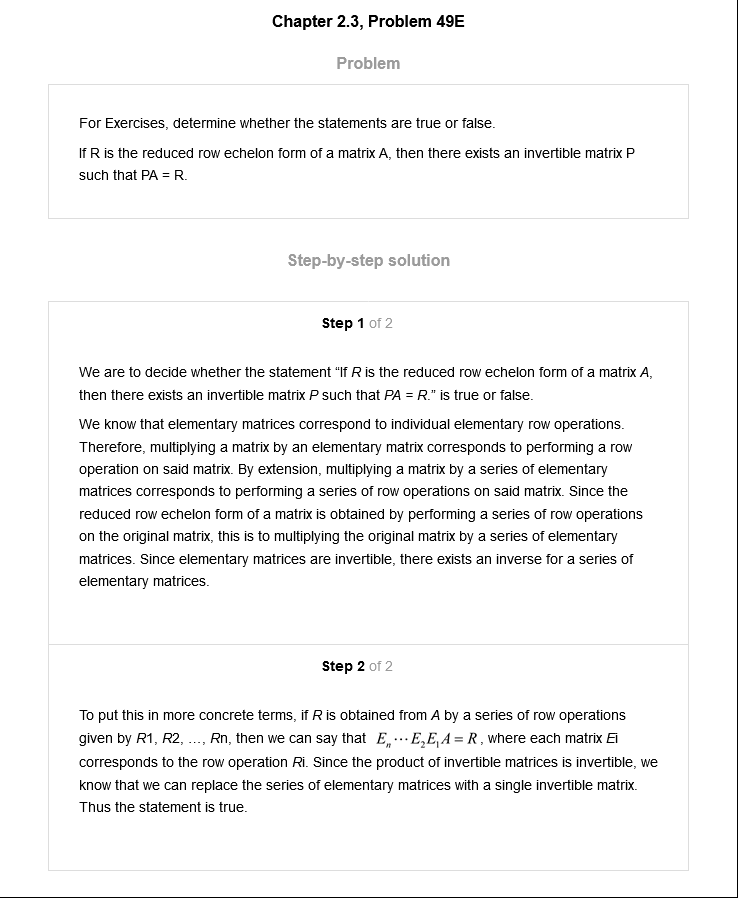 Chapter 2.3, Problem 49E
Problem
For Exercises, determine whether the statements are true or false.
If R is the reduced row echelon form of a matrix A, then there exists an invertible matrix P
such that PA = R.
Step-by-step solution
Step 1 of 2
We are to decide whether the statement “If R is the reduced row echelon form of a matrix A,
then there exists an invertible matrix P such that PA = R.” is true or false.
We know that elementary matrices correspond to individual elementary row operations.
Therefore, multiplying a matrix by an elementary matrix corresponds to performing a row
operation on said matrix. By extension, multiplying a matrix by a series of elementary
matrices corresponds to performing a series of row operations on said matrix. Since the
reduced row echelon form of a matrix is obtained by performing a series of row operations
on the original matrix, this is to multiplying the original matrix by a series of elementary
matrices. Since elementary matrices are invertible, there exists an inverse for a series of
elementary matrices.
Step 2 of 2
To put this in more concrete terms, if R is obtained from A by a series of row operations
given by R1, R2, …, Rn, then we can say that Eₙ⋯E₂E₁A = R, where each matrix Ei
corresponds to the row operation Ri. Since the product of invertible matrices is invertible, we
know that we can replace the series of elementary matrices with a single invertible matrix.
Thus the statement is true.